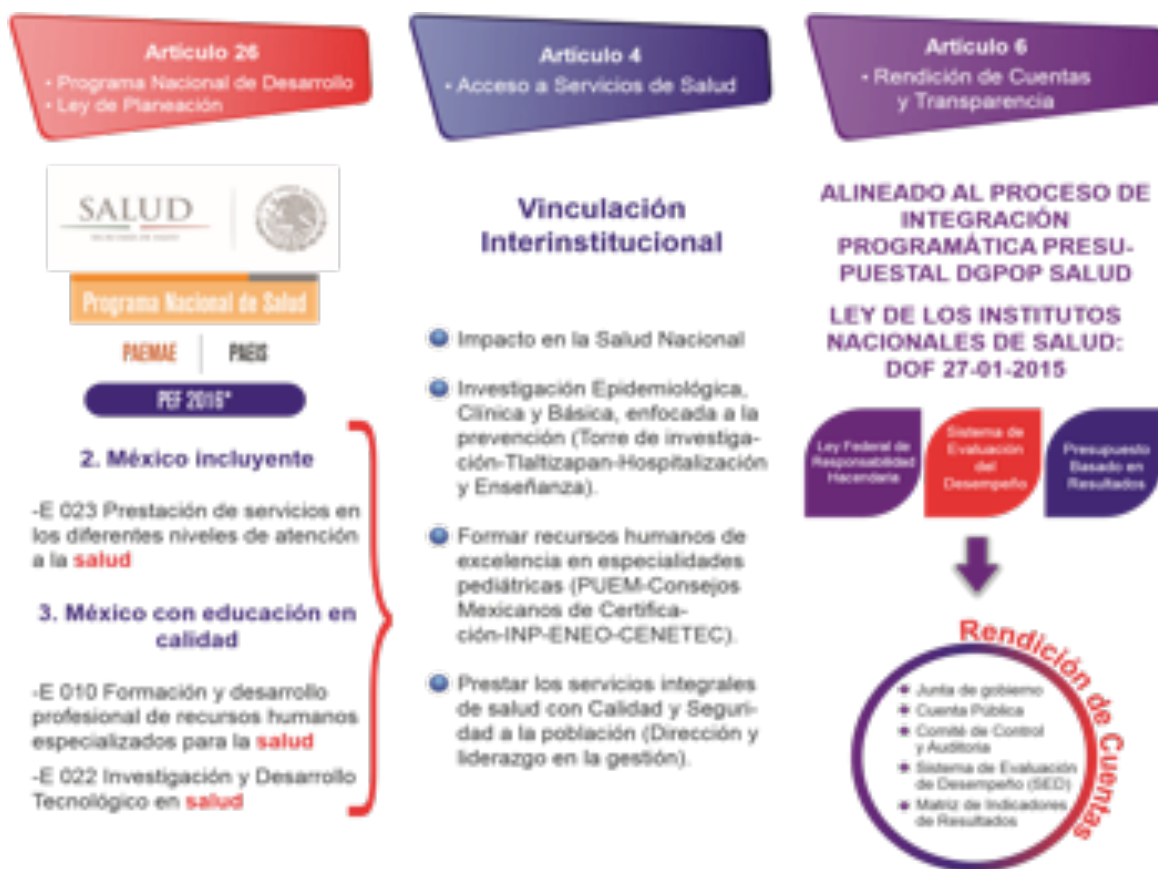 Artículo 26
• Programa Nacional de Desarrollo
• Ley de Planeación
SALUD
SECRETARÍA DE SALUD
Programa Nacional de Salud
PAEMAE | PAEIS
PEF 2016*
2. México incluyente
-E 023 Prestación de servicios en
los diferentes niveles de atención
a la salud
3. México con educación en
calidad
-E 010 Formación y desarrollo
profesional de recursos humanos
especializados para la salud
-E 022 Investigación y Desarrollo
Tecnológico en salud
Artículo 4
• Acceso a Servicios de Salud
Vinculación
Interinstitucional
Impacto en la Salud Nacional
Investigación Epidemiológica,
Clínica y Básica, enfocada a la
prevención (Torre de investiga-
ción-Tlaltizapan-Hospitalización
y Enseñanza).
Formar recursos humanos de
excelencia en especialidades
pediátricas (PUEM-Consejos
Mexicanos de Certifica-
ción-INP-ENEO-CENETEC).
Prestar los servicios integrales
de salud con Calidad y Seguri-
dad a la población (Dirección y
liderazgo en la gestión).
Artículo 6
• Rendición de Cuentas
y Transparencia
ALINEADO AL PROCESO DE
INTEGRACIÓN
PROGRAMÁTICA PRESU-
PUESTAL DGPOP SALUD
LEY DE LOS INSTITUTOS
NACIONALES DE SALUD:
DOF 27-01-2015
Ley Federal de
Responsabilidad
Hacendaria
Sistema de
Evaluación
del
Desempeño
Presupuesto
Basado en
Resultados
Rendición de Cuentas
Junta de gobierno
Cuenta Pública
Comité de Control
y Auditoria
Sistema de Evaluación
de Desempeño (SED)
Matriz de Indicadores
de Resultados